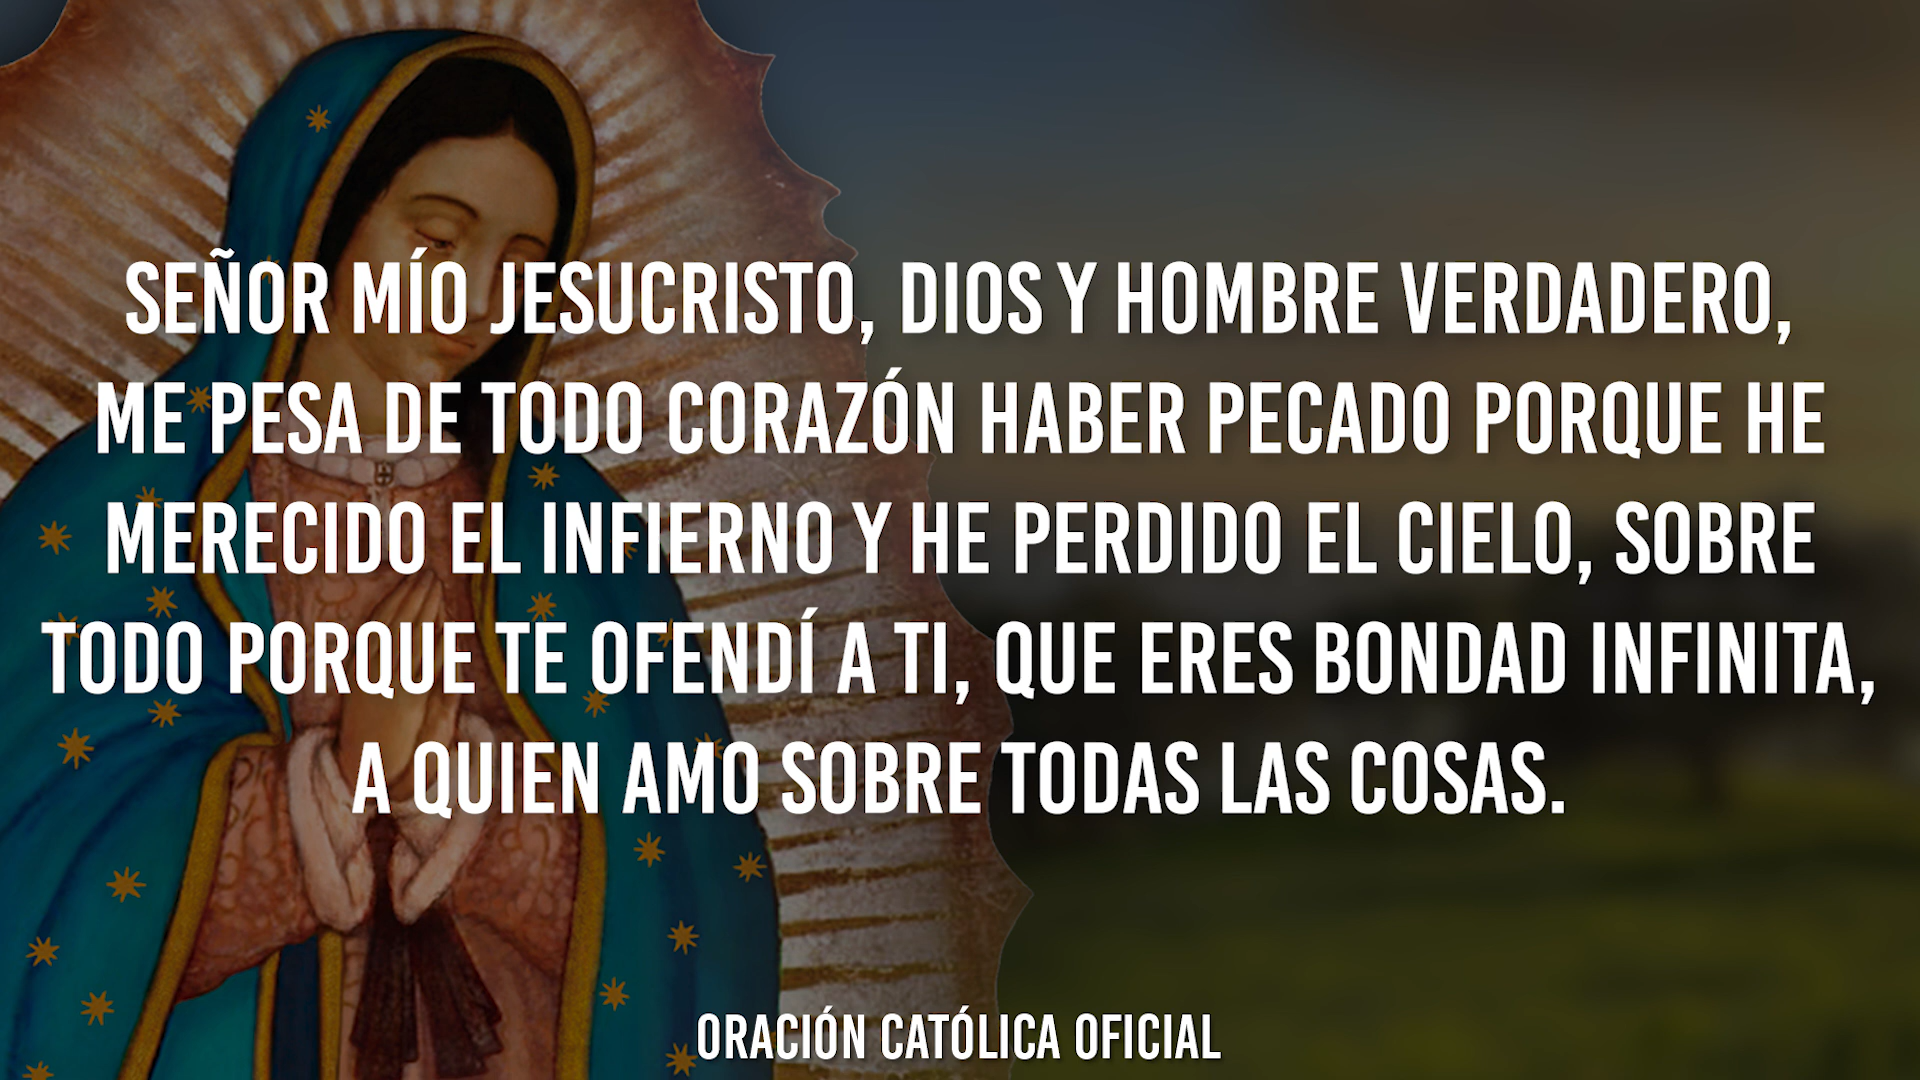 SEÑOR MÍO JESUCRISTO, DIOS Y HOMBRE VERDADERO,
ME PESA DE TODO CORAZÓN HABER PECADO PORQUE HE
MERECIDO EL INFIERNO Y HE PERDIDO EL CIELO, SOBRE
TODO PORQUE TE OFENDÍ A TI, QUE ERES BONDAD INFINITA,
A QUIEN AMO SOBRE TODAS LAS COSAS.
ORACIÓN CATÓLICA OFICIAL